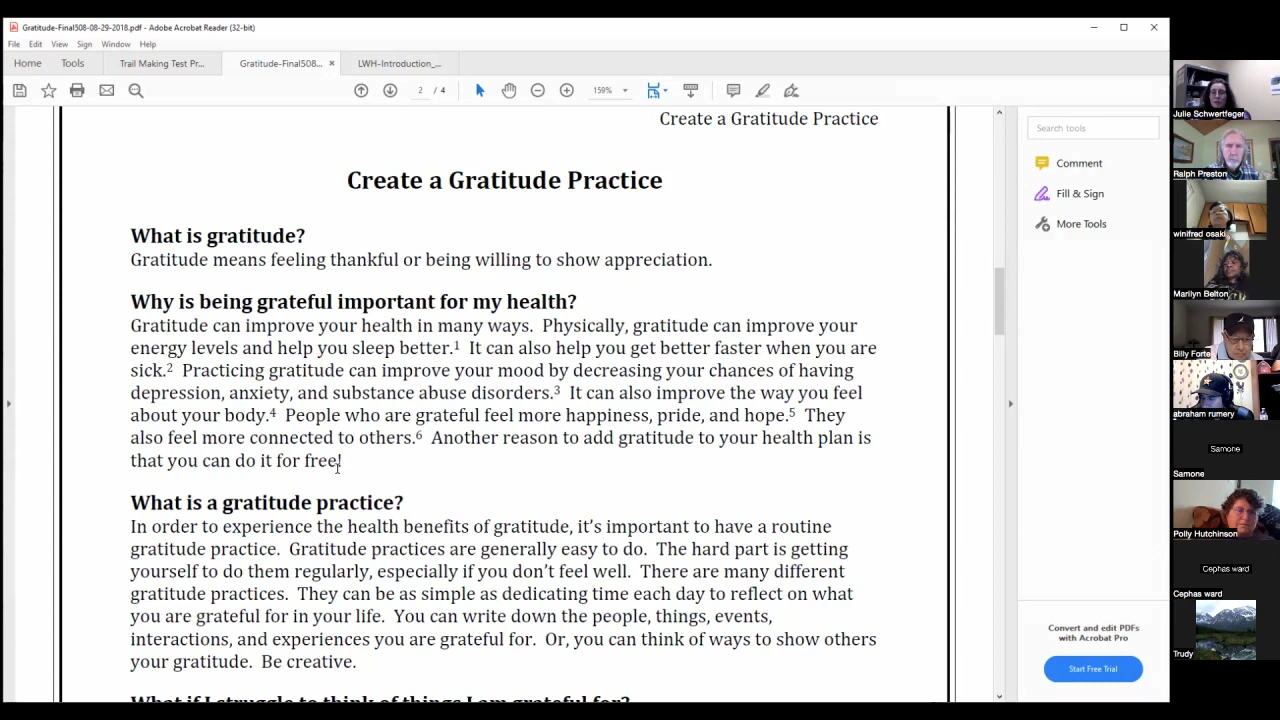 Gratitude-Final508-08-29-2018.pdf - Adobe Acrobat Reader (32-bit)
File Edit View Sign Window Help
Home Tools Trail Making Test Pr... Gratitude-Final508... × LWH-Introduction_...
2 / 4 159%
Create a Gratitude Practice
Create a Gratitude Practice
What is gratitude?
Gratitude means feeling thankful or being willing to show appreciation.
Why is being grateful important for my health?
Gratitude can improve your health in many ways. Physically, gratitude can improve your
energy levels and help you sleep better.1 It can also help you get better faster when you are
sick.2 Practicing gratitude can improve your mood by decreasing your chances of having
depression, anxiety, and substance abuse disorders.3 It can also improve the way you feel
about your body.4 People who are grateful feel more happiness, pride, and hope.5 They
also feel more connected to others.6 Another reason to add gratitude to your health plan is
that you can do it for free!
What is a gratitude practice?
In order to experience the health benefits of gratitude, it's important to have a routine
gratitude practice. Gratitude practices are generally easy to do. The hard part is getting
yourself to do them regularly, especially if you don't feel well. There are many different
gratitude practices. They can be as simple as dedicating time each day to reflect on what
you are grateful for in your life. You can write down the people, things, events,
interactions, and experiences you are grateful for. Or, you can think of ways to show others
your gratitude. Be creative.
What if I struggle to think of things I am grateful for?
Search tools
Comment
Fill & Sign
More Tools
Convert and edit PDFs
with Acrobat Pro
Start Free Trial
Julie Schwertfeger
Ralph Preston
winifred osaki
Marilyn Belton
Billy Forte
abraham rumery
Samone
Samone
Polly Hutchinson
Cephas ward
Cephas ward
Trudy